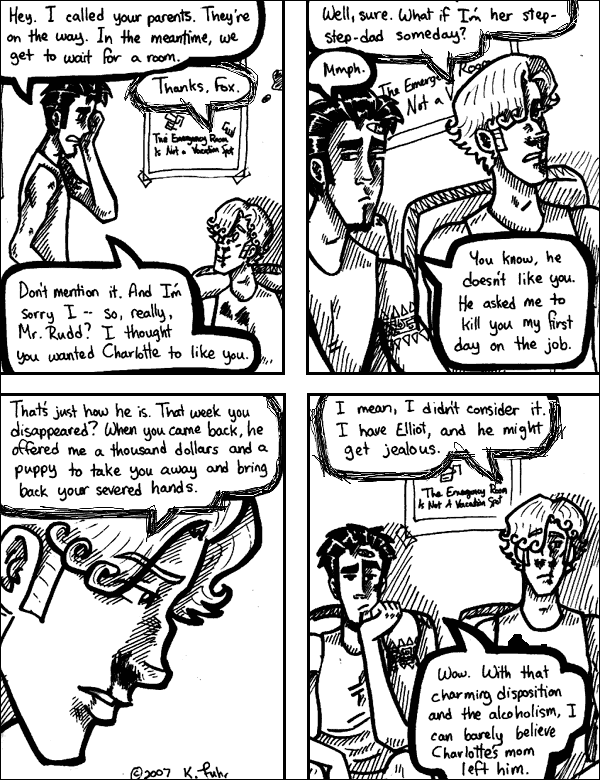 Hey. I called your parents. They're
on the way. In the meantime, we
get to wait for a room.
Thanks, Fox.
The Emergency Room
Is Not a Vacation Spot
Don't mention it. And I'm
sorry I -- so, really,
Mr. Rudd? I thought
you wanted Charlotte to like you.
Well, sure. What if I'm her step-
step-dad someday?
Mmph.
The Emerg
Room
Not a
You know, he
doesn't like you.
He asked me to
kill you my first
day on the job.
That's just how he is. That week you
disappeared? When you came back, he
offered me a thousand dollars and a
puppy to take you away and bring
back your severed hands.
©2007 K. Fuhr
I mean, I didn't consider it.
I have Elliot, and he might
get jealous.
The Emergency Room
Is Not A Vacation Spot
Wow. With that
charming disposition
and the alcoholism, I
can barely believe
Charlotte's mom
left him.